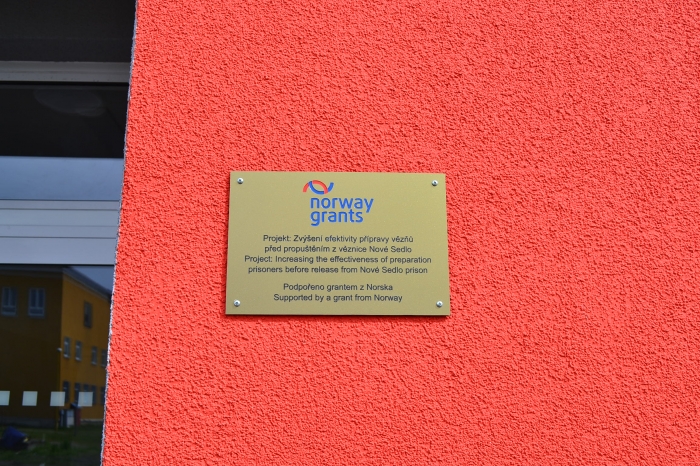 norway
grants
Projekt: Zvýšení efektivity přípravy vězňů
před propuštěním z věznice Nové Sedlo
Project: Increasing the effectiveness of preparation
prisoners before release from Nové Sedlo prison
Podpořeno grantem z Norska
Supported by a grant from Norway